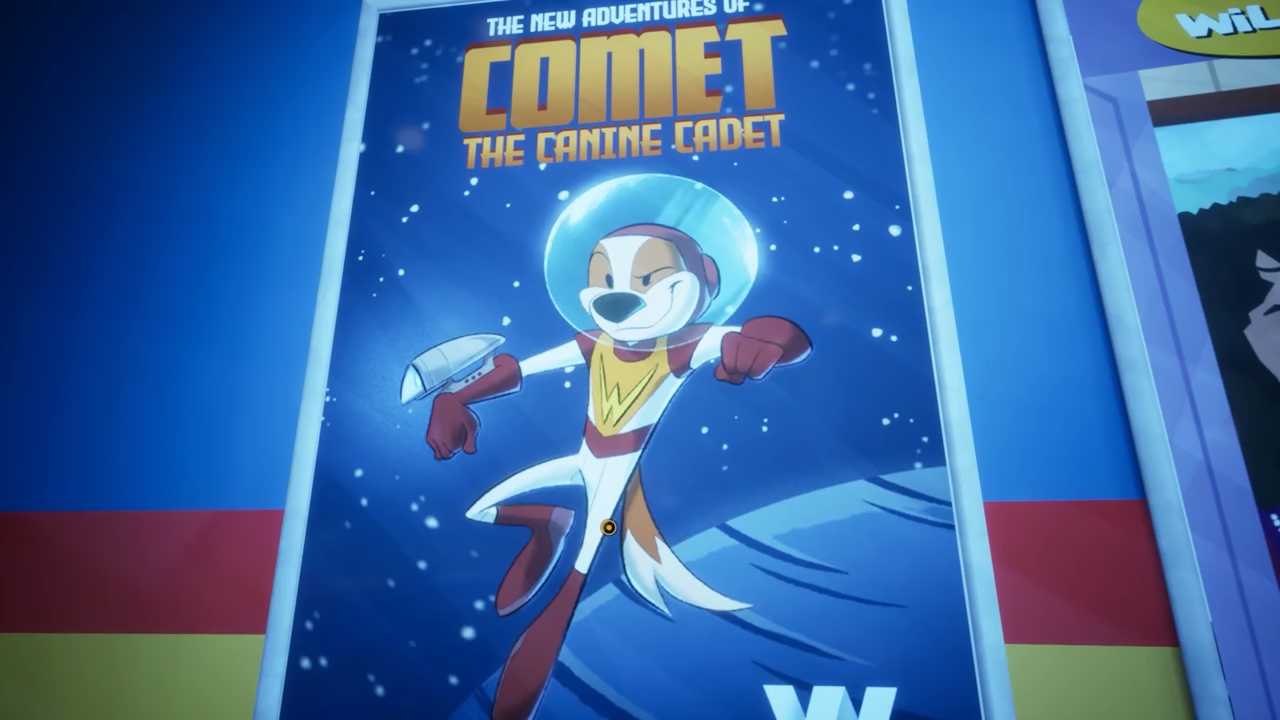 THE NEW ADVENTURES OF
COMET
THE CANINE CADET
W
W